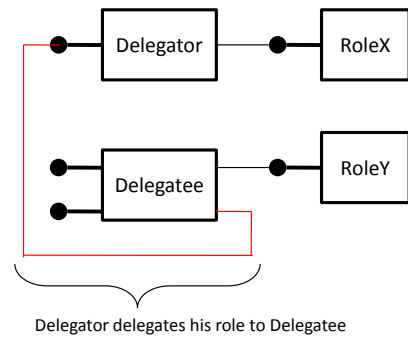 Delegator
RoleX
Delegatee
RoleY
Delegator delegates his role to Delegatee